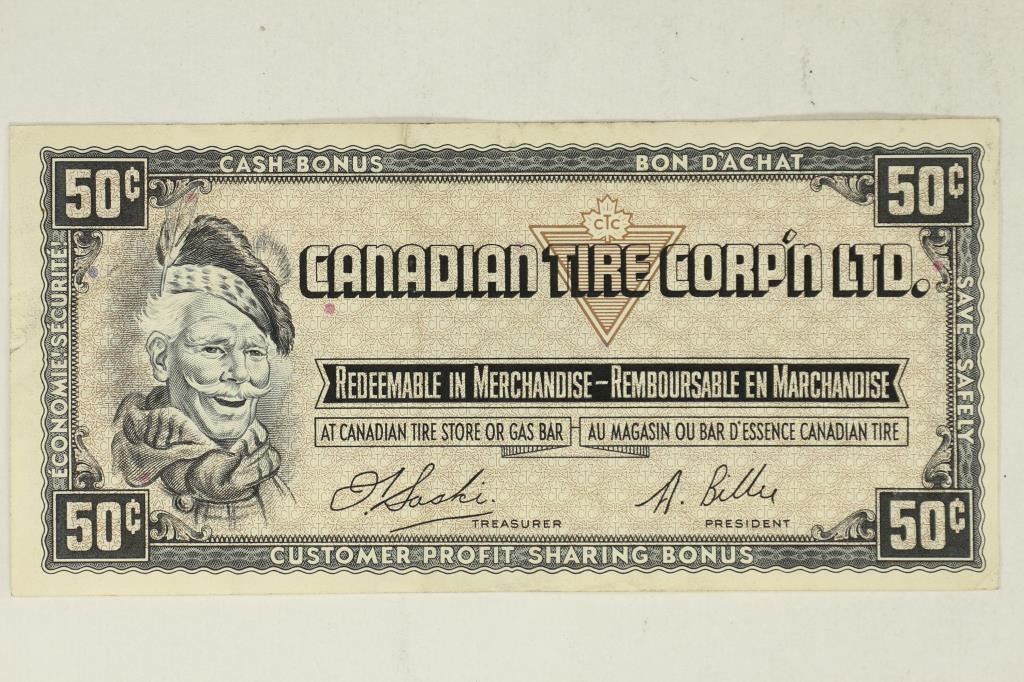 CASH BONUS BON D'ACHAT
50¢ 50¢
CTC
CANADIAN TIRE CORP'N LTD.
ÉCONOMIE! SÉCURITÉ!
SAVE SAFELY
REDEEMABLE IN MERCHANDISE – REMBOURSABLE EN MARCHANDISE
AT CANADIAN TIRE STORE OR GAS BAR AU MAGASIN OU BAR D'ESSENCE CANADIAN TIRE
A. Billes
TREASURER PRESIDENT
50¢ 50¢
CUSTOMER PROFIT SHARING BONUS